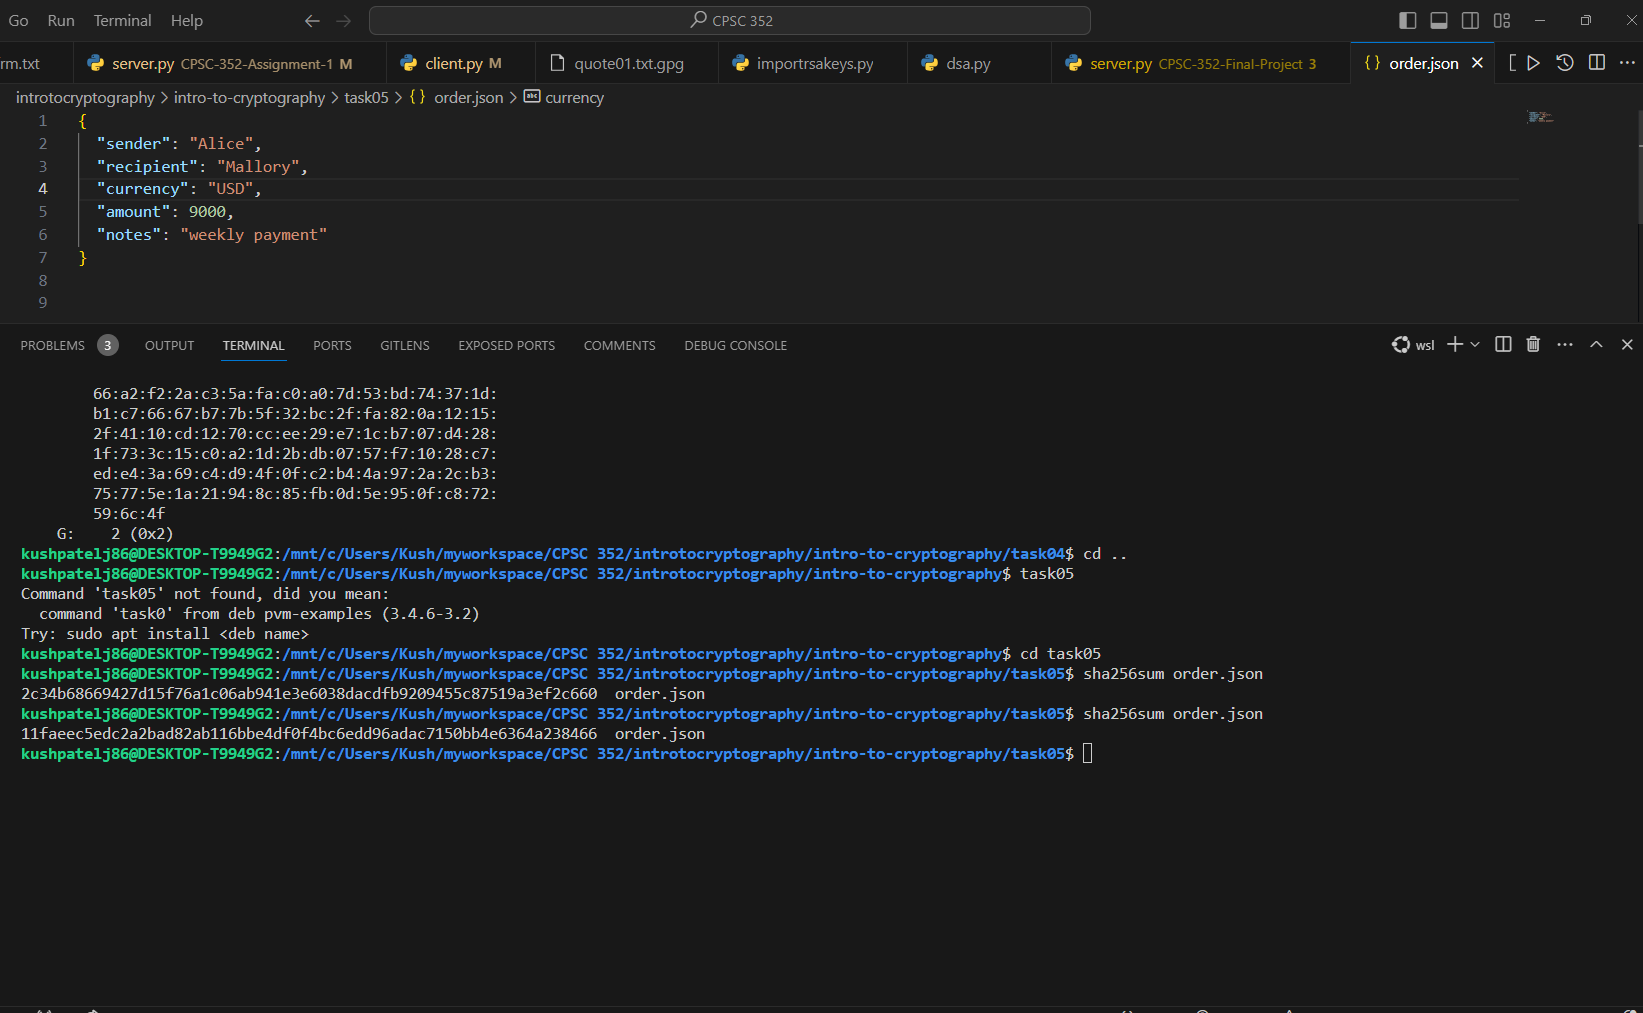 Go Run Terminal Help CPSC 352
rm.txt server.py CPSC-352-Assignment-1 M client.py M quote01.txt.gpg importrsakeys.py dsa.py server.py CPSC-352-Final-Project 3 {} order.json
introtocryptography > intro-to-cryptography > task05 > {} order.json > abc currency
1 {
2 "sender": "Alice",
3 "recipient": "Mallory",
4 "currency": "USD",
5 "amount": 9000,
6 "notes": "weekly payment"
7 }
8
9
PROBLEMS 3 OUTPUT TERMINAL PORTS GITLENS EXPOSED PORTS COMMENTS DEBUG CONSOLE wsl
66:a2:f2:2a:c3:5a:fa:c0:a0:7d:53:bd:74:37:1d:
b1:c7:66:67:b7:7b:5f:32:bc:2f:fa:82:0a:12:15:
2f:41:10:cd:12:70:cc:ee:29:e7:1c:b7:07:d4:28:
1f:73:3c:15:c0:a2:1d:2b:db:07:57:f7:10:28:c7:
ed:e4:3a:69:c4:d9:4f:0f:c2:b4:4a:97:2a:2c:b3:
75:77:5e:1a:21:94:8c:85:fb:0d:5e:95:0f:c8:72:
59:6c:4f
G: 2 (0x2)
kushpatelj86@DESKTOP-T9949G2:/mnt/c/Users/Kush/myworkspace/CPSC 352/introtocryptography/intro-to-cryptography/task04$ cd ..
kushpatelj86@DESKTOP-T9949G2:/mnt/c/Users/Kush/myworkspace/CPSC 352/introtocryptography/intro-to-cryptography$ task05
Command 'task05' not found, did you mean:
command 'task0' from deb pvm-examples (3.4.6-3.2)
Try: sudo apt install <deb name>
kushpatelj86@DESKTOP-T9949G2:/mnt/c/Users/Kush/myworkspace/CPSC 352/introtocryptography/intro-to-cryptography$ cd task05
kushpatelj86@DESKTOP-T9949G2:/mnt/c/Users/Kush/myworkspace/CPSC 352/introtocryptography/intro-to-cryptography/task05$ sha256sum order.json
2c34b68669427d15f76a1c06ab941e3e6038dacdfb9209455c87519a3ef2c660 order.json
kushpatelj86@DESKTOP-T9949G2:/mnt/c/Users/Kush/myworkspace/CPSC 352/introtocryptography/intro-to-cryptography/task05$ sha256sum order.json
11faeec5edc2a2bad82ab116bbe4df0f4bc6edd96adac7150bb4e6364a238466 order.json
kushpatelj86@DESKTOP-T9949G2:/mnt/c/Users/Kush/myworkspace/CPSC 352/introtocryptography/intro-to-cryptography/task05$